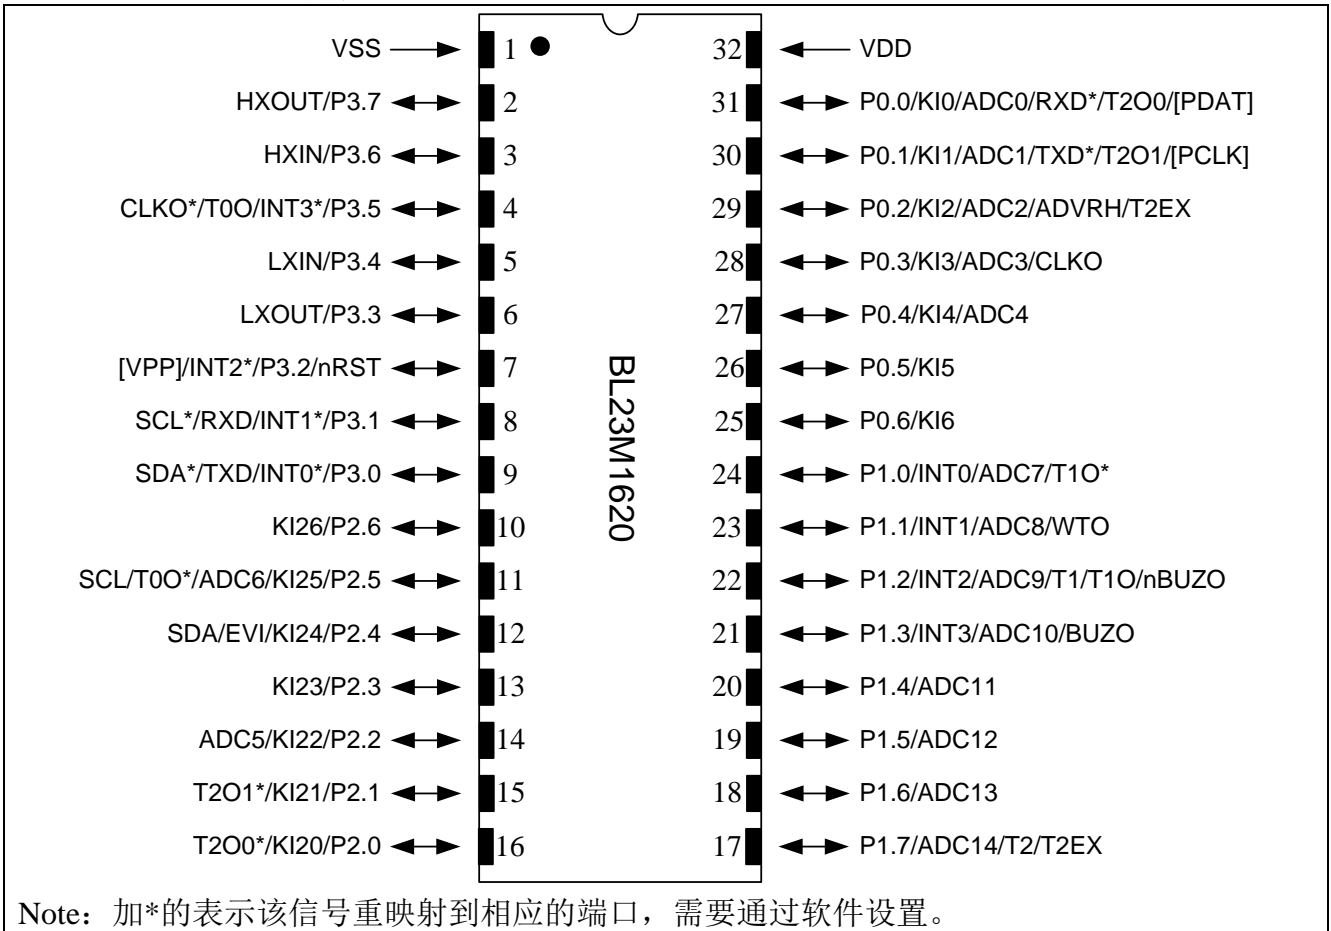 VSS 1 32 VDD
HXOUT/P3.7 2 31 P0.0/KI0/ADC0/RXD*/T2O0/[PDAT]
HXIN/P3.6 3 30 P0.1/KI1/ADC1/TXD*/T2O1/[PCLK]
CLKO*/T0O/INT3*/P3.5 4 29 P0.2/KI2/ADC2/ADVRH/T2EX
LXIN/P3.4 5 28 P0.3/KI3/ADC3/CLKO
LXOUT/P3.3 6 27 P0.4/KI4/ADC4
[VPP]/INT2*/P3.2/nRST 7 26 P0.5/KI5
SCL*/RXD/INT1*/P3.1 8 25 P0.6/KI6
SDA*/TXD/INT0*/P3.0 9 24 P1.0/INT0/ADC7/T1O*
KI26/P2.6 10 23 P1.1/INT1/ADC8/WTO
SCL/T0O*/ADC6/KI25/P2.5 11 22 P1.2/INT2/ADC9/T1/T1O/nBUZO
SDA/EVI/KI24/P2.4 12 21 P1.3/INT3/ADC10/BUZO
KI23/P2.3 13 20 P1.4/ADC11
ADC5/KI22/P2.2 14 19 P1.5/ADC12
T2O1*/KI21/P2.1 15 18 P1.6/ADC13
T2O0*/KI20/P2.0 16 17 P1.7/ADC14/T2/T2EX
BL23M1620
Note：加*的表示该信号重映射到相应的端口，需要通过软件设置。